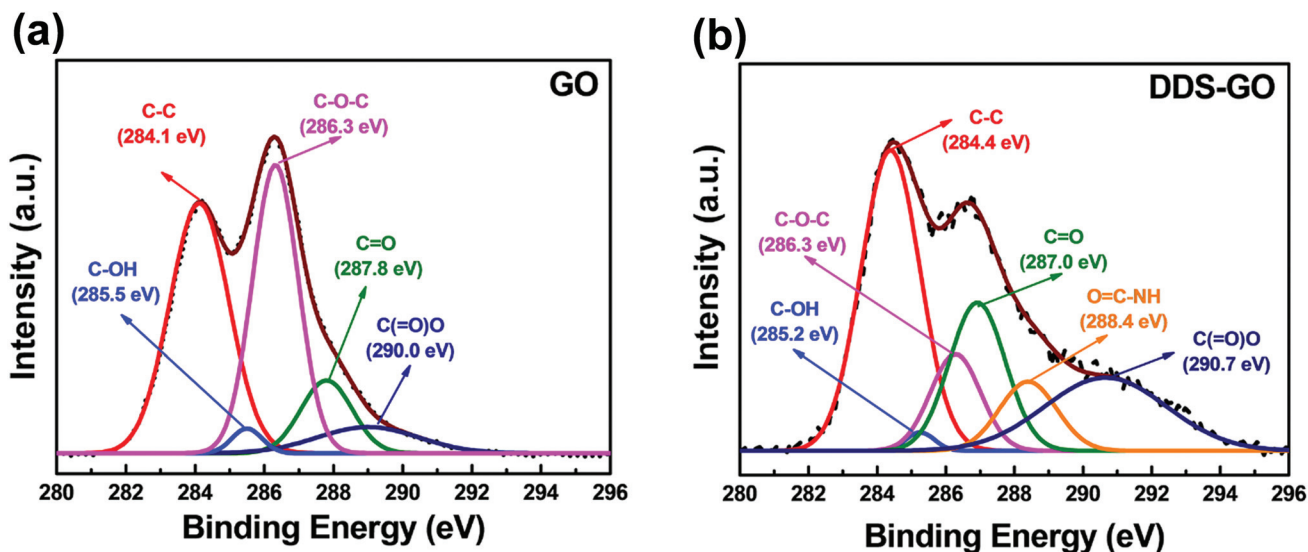 (a)
GO
C-C
(284.1 eV)
C-O-C
(286.3 eV)
C=O
(287.8 eV)
C-OH
(285.5 eV)
C(=O)O
(290.0 eV)
Intensity (a.u.)
280 282 284 286 288 290 292 294 296
Binding Energy (eV)
(b)
DDS-GO
C-C
(284.4 eV)
C-O-C
(286.3 eV)
C=O
(287.0 eV)
O=C-NH
(288.4 eV)
C-OH
(285.2 eV)
C(=O)O
(290.7 eV)
Intensity (a.u.)
280 282 284 286 288 290 292 294 296
Binding Energy (eV)